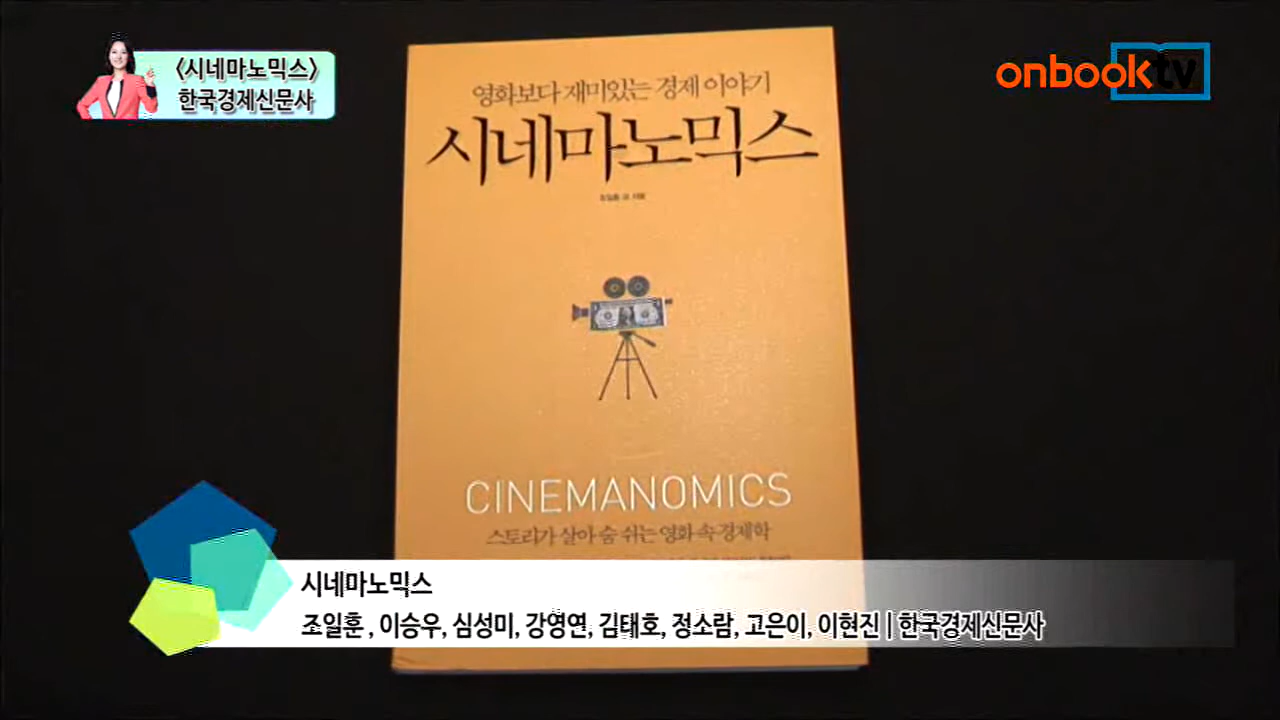 〈시네마노믹스〉
한국경제신문사
onbooktv
영화보다 재미있는 경제 이야기
시네마노믹스
CINEMANOMICS
스토리가 살아 숨 쉬는 영화 속 경제학
시네마노믹스
조일훈 , 이승우, 심성미, 강영연, 김태호, 정소람, 고은이, 이현진 | 한국경제신문사